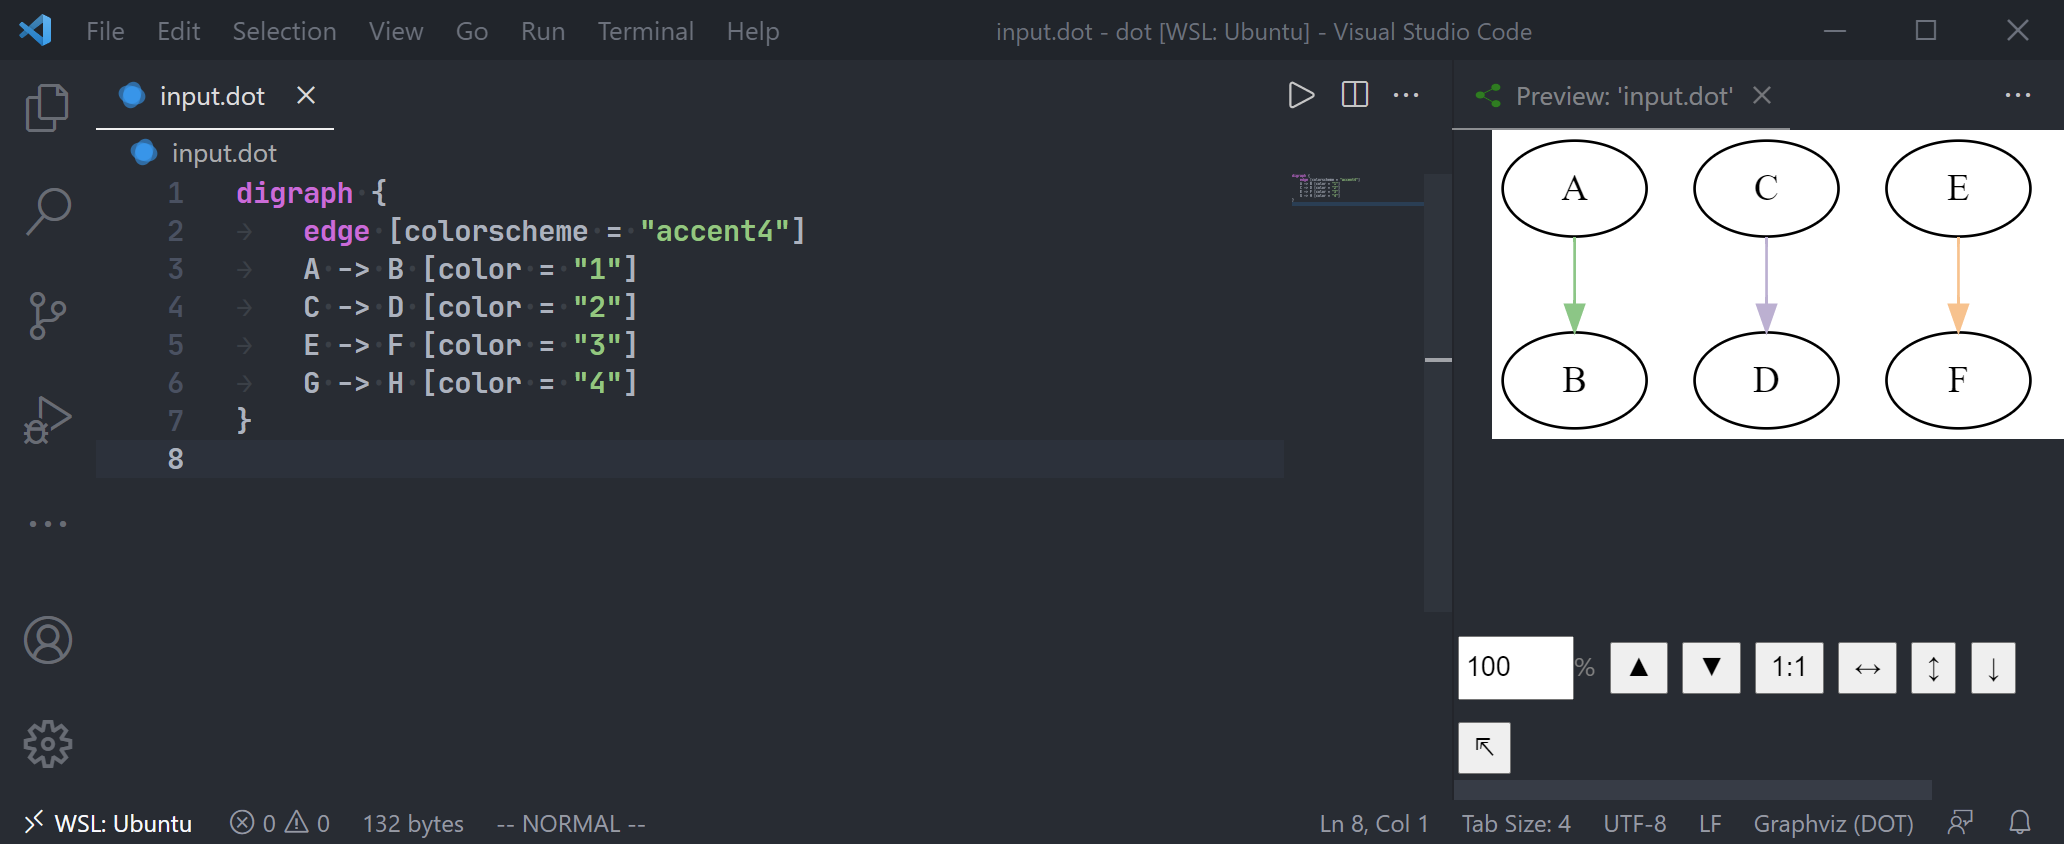 File Edit Selection View Go Run Terminal Help input.dot - dot [WSL: Ubuntu] - Visual Studio Code
input.dot
Preview: 'input.dot'
input.dot
1 digraph {
2 edge [colorscheme = "accent4"]
3 A -> B [color = "1"]
4 C -> D [color = "2"]
5 E -> F [color = "3"]
6 G -> H [color = "4"]
7 }
8
A C E
B D F
100 % ▲ ▼ 1:1 ↔ ↕ ↓
↖
WSL: Ubuntu 0 0 132 bytes -- NORMAL -- Ln 8, Col 1 Tab Size: 4 UTF-8 LF Graphviz (DOT)